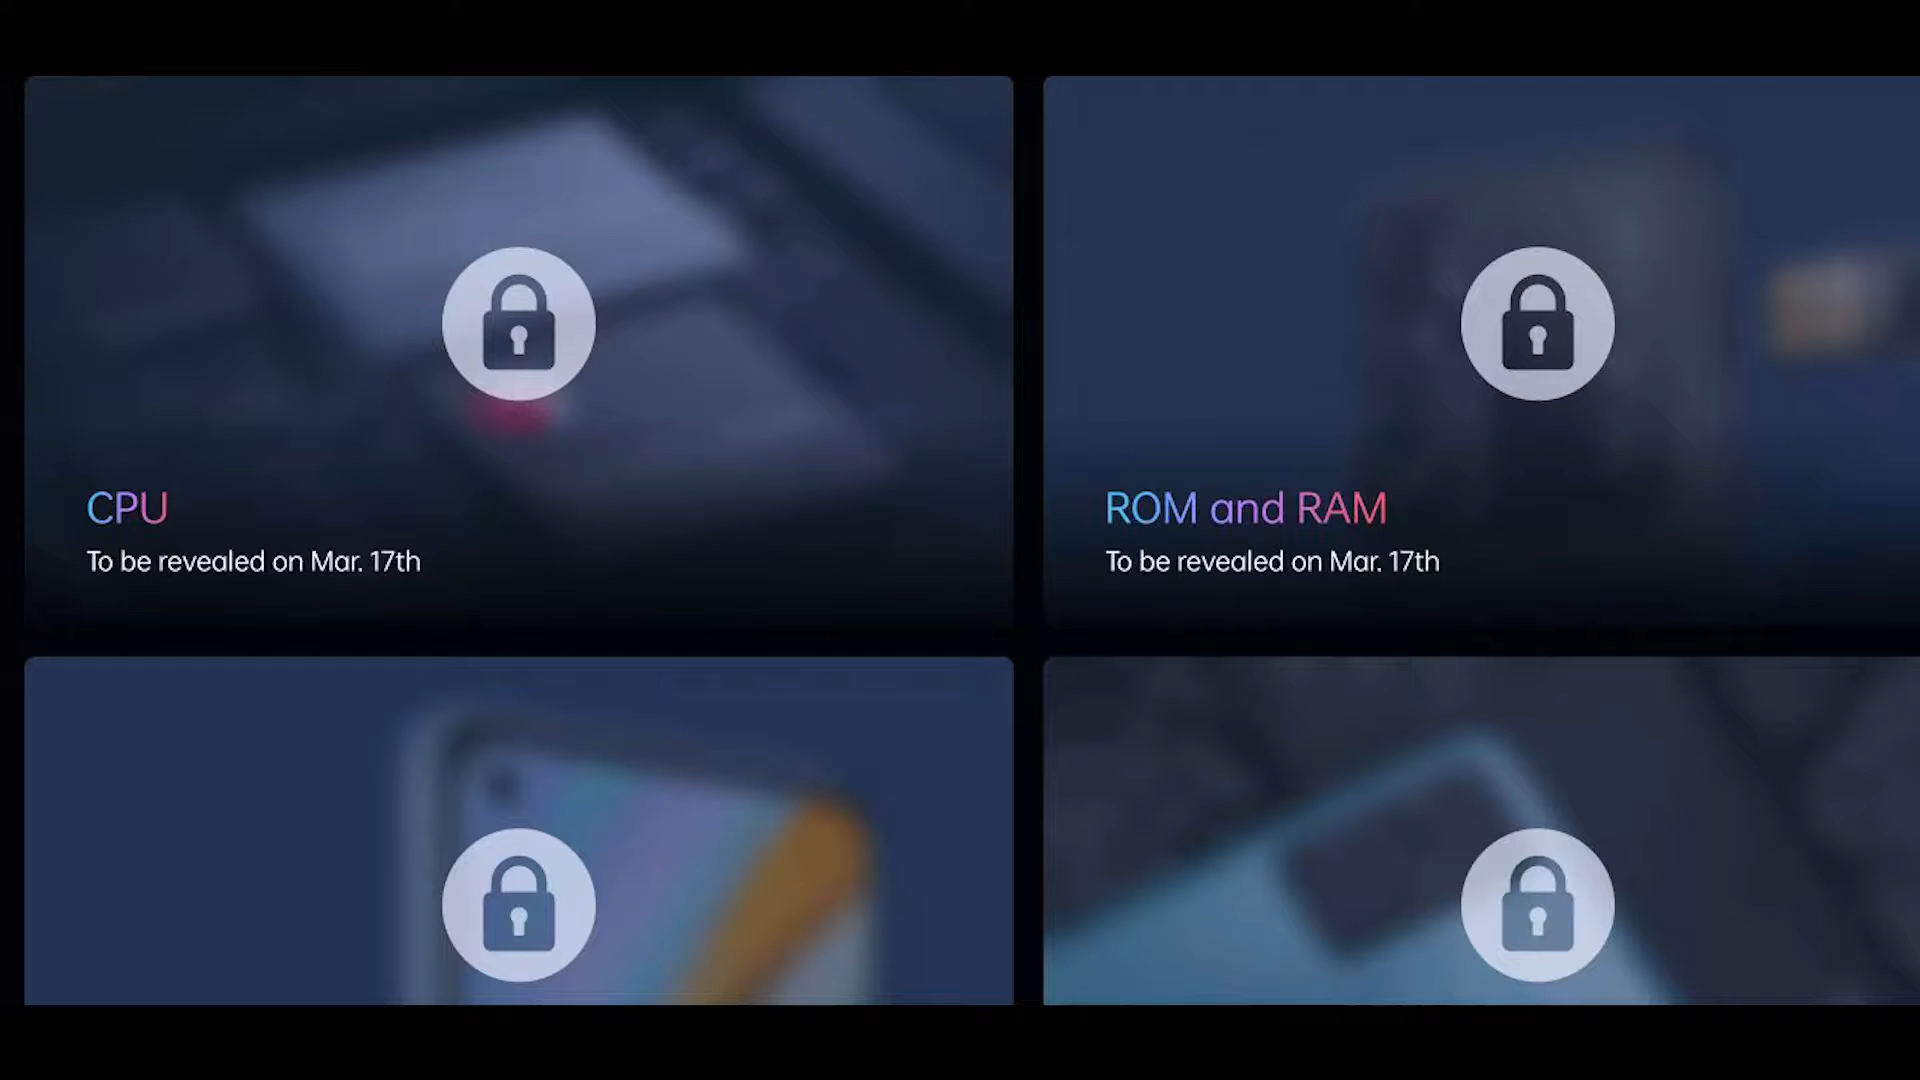 CPU
To be revealed on Mar. 17th
ROM and RAM
To be revealed on Mar. 17th